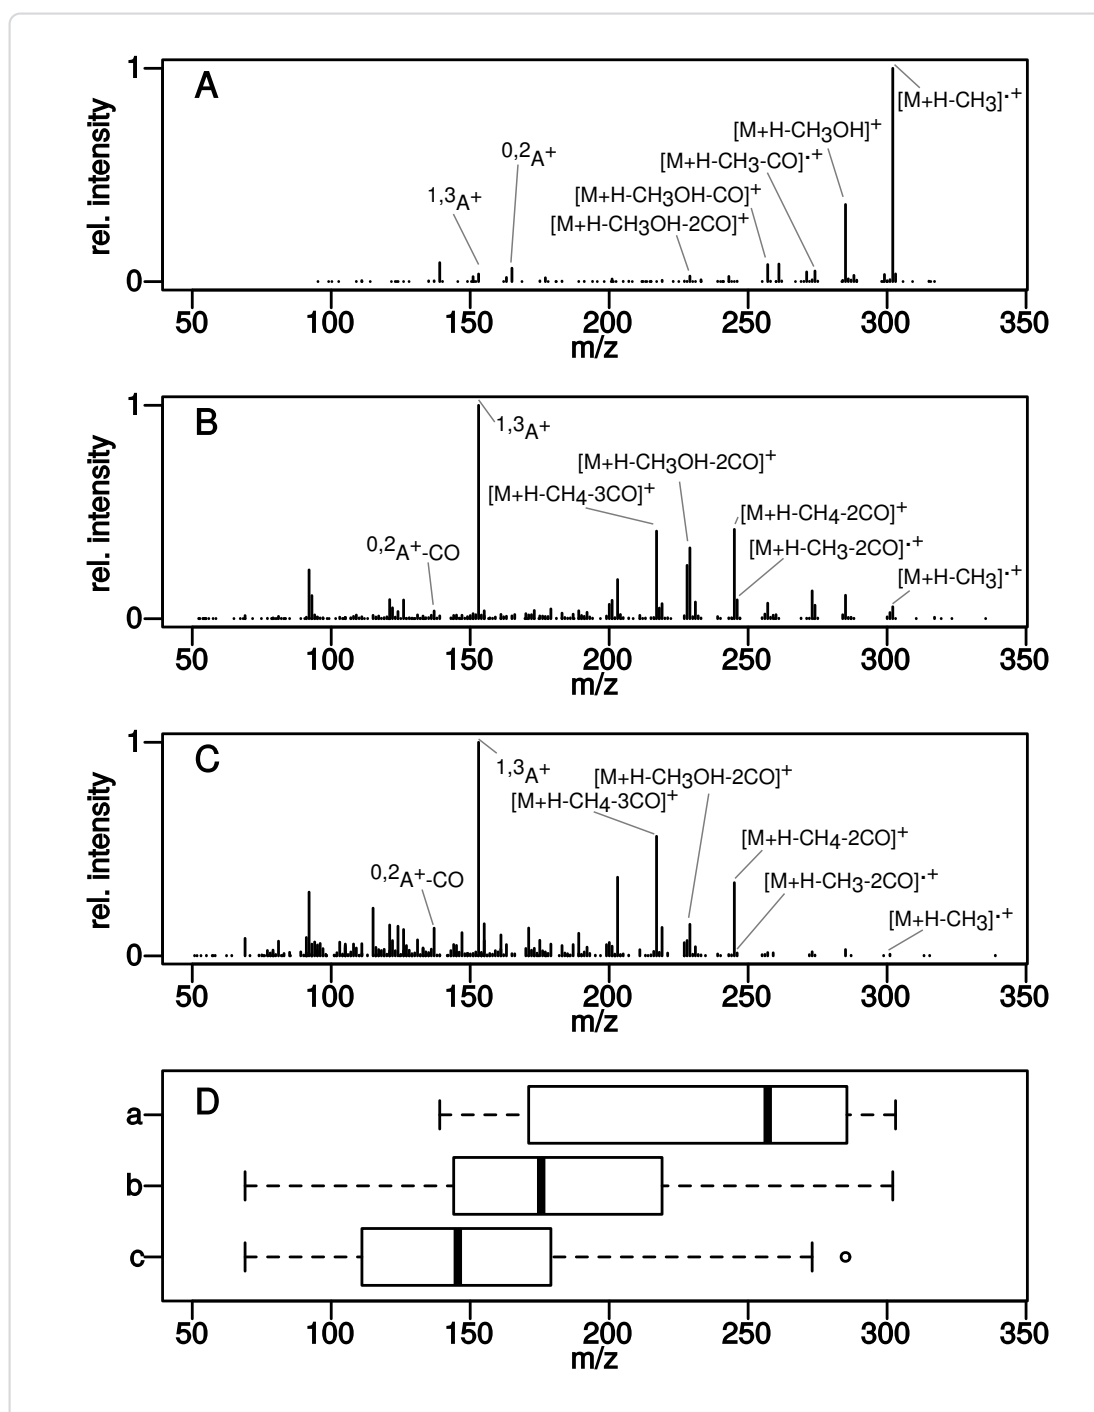 A
1
0
rel. intensity
[M+H-CH3]·+
[M+H-CH3OH]+
0,2A+
[M+H-CH3-CO]·+
1,3A+
[M+H-CH3OH-CO]+
[M+H-CH3OH-2CO]+
50 100 150 200 250 300 350
m/z
B
1
0
rel. intensity
1,3A+
[M+H-CH3OH-2CO]+
[M+H-CH4-3CO]+
[M+H-CH4-2CO]+
0,2A+-CO
[M+H-CH3-2CO]·+
[M+H-CH3]·+
50 100 150 200 250 300 350
m/z
C
1
0
rel. intensity
1,3A+
[M+H-CH3OH-2CO]+
[M+H-CH4-3CO]+
[M+H-CH4-2CO]+
0,2A+-CO
[M+H-CH3-2CO]·+
[M+H-CH3]·+
50 100 150 200 250 300 350
m/z
D
a
b
c
50 100 150 200 250 300 350
m/z